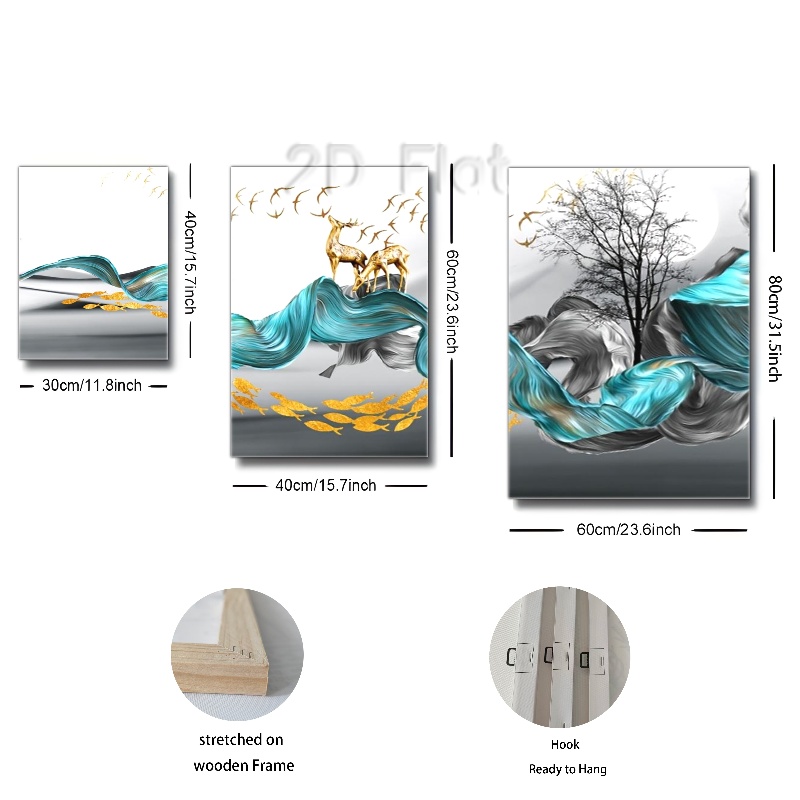 2D Flat
40cm/15.7inch
30cm/11.8inch
60cm/23.6inch
40cm/15.7inch
80cm/31.5inch
60cm/23.6inch
stretched on
wooden Frame
Hook
Ready to Hang